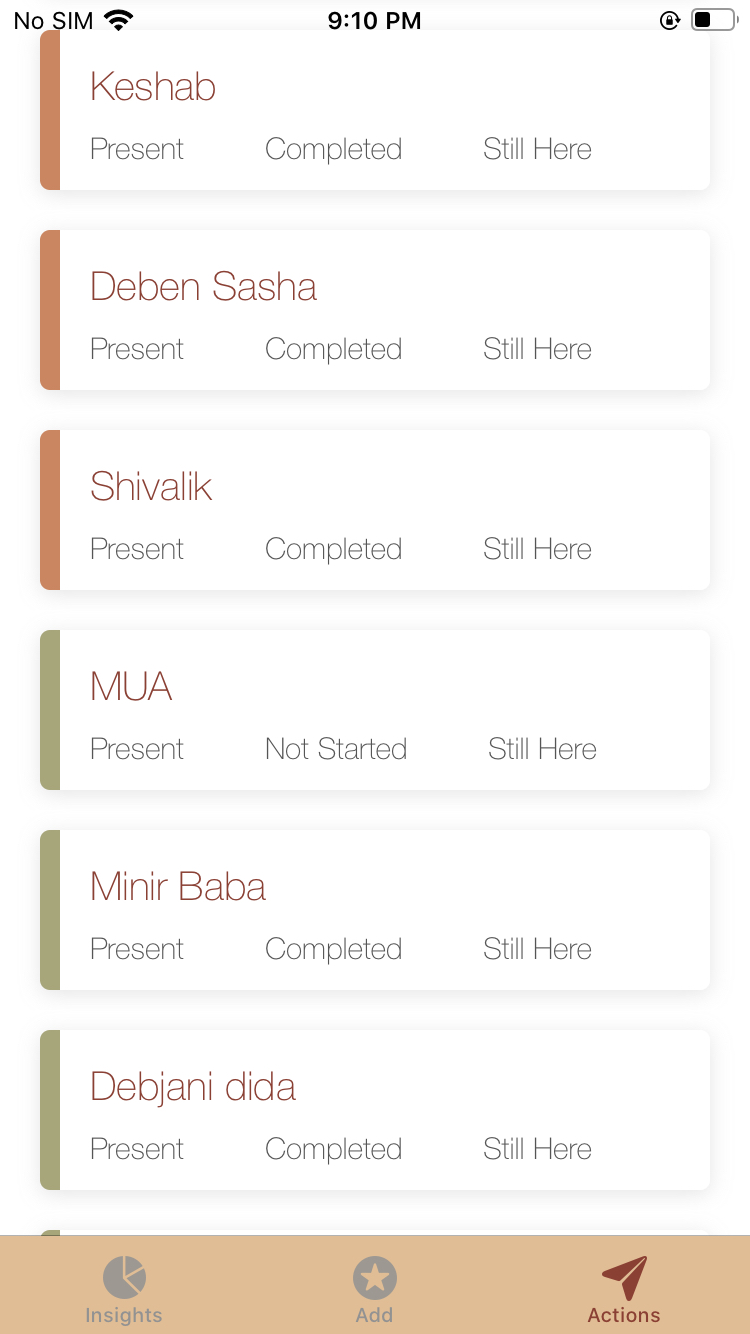 No SIM 9:10 PM
Keshab
Present Completed Still Here
Deben Sasha
Present Completed Still Here
Shivalik
Present Completed Still Here
MUA
Present Not Started Still Here
Minir Baba
Present Completed Still Here
Debjani dida
Present Completed Still Here
Insights Add Actions